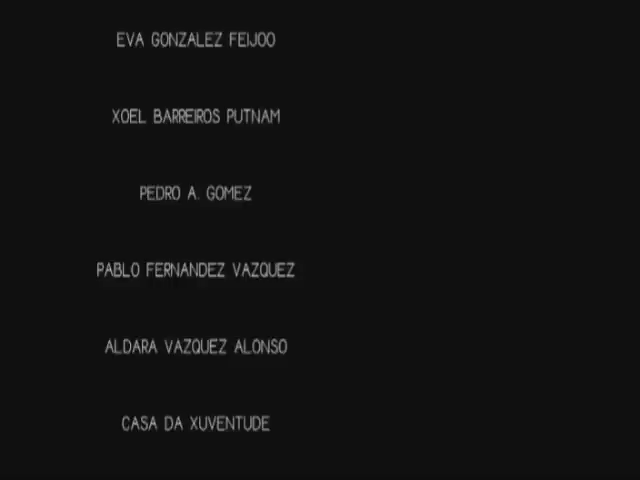 EVA GONZALEZ FEIJOO
XOEL BARREIROS PUTNAM
PEDRO A. GOMEZ
PABLO FERNANDEZ VAZQUEZ
ALDARA VAZQUEZ ALONSO
CASA DA XUVENTUDE